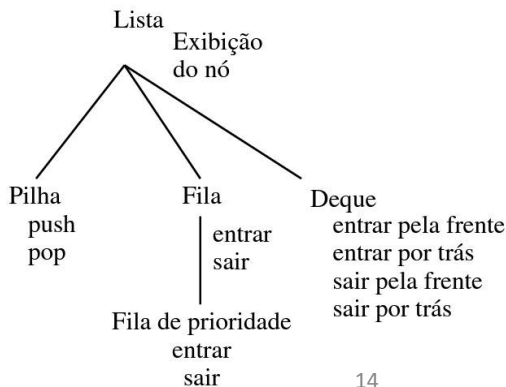 Lista
Exibição
do nó
Pilha
push
pop
Fila
entrar
sair
Deque
entrar pela frente
entrar por trás
sair pela frente
sair por trás
Fila de prioridade
entrar
sair
14